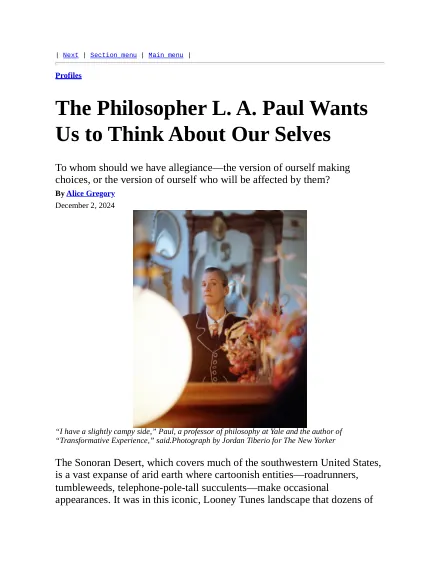 | Next | Section menu | Main menu |
Profiles
The Philosopher L. A. Paul Wants
Us to Think About Our Selves
To whom should we have allegiance—the version of ourself making
choices, or the version of ourself who will be affected by them?
By Alice Gregory
December 2, 2024
“I have a slightly campy side,” Paul, a professor of philosophy at Yale and the author of
“Transformative Experience,” said.Photograph by Jordan Tiberio for The New Yorker
The Sonoran Desert, which covers much of the southwestern United States,
is a vast expanse of arid earth where cartoonish entities—roadrunners,
tumbleweeds, telephone-pole-tall succulents—make occasional
appearances. It was in this iconic, Looney Tunes landscape that dozens of